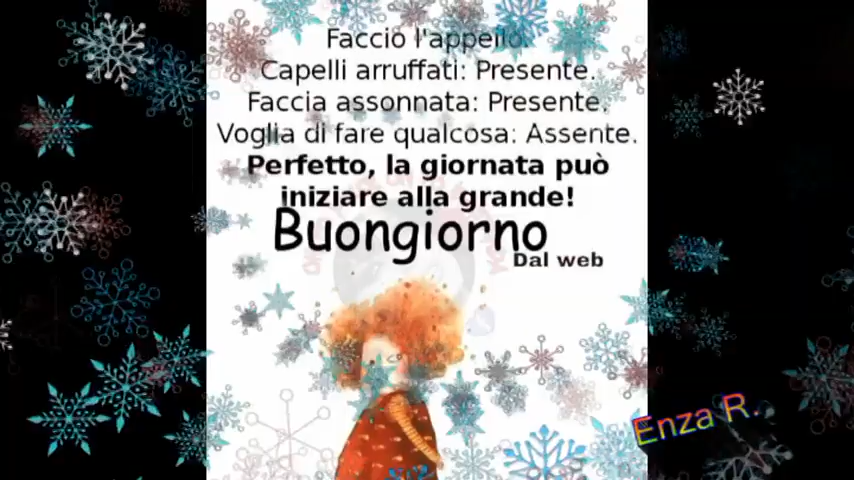 Faccio l'appello.
Capelli arruffati: Presente.
Faccia assonnata: Presente.
Voglia di fare qualcosa: Assente.
Perfetto, la giornata può
iniziare alla grande!
Buongiorno
Dal web
Enza R.